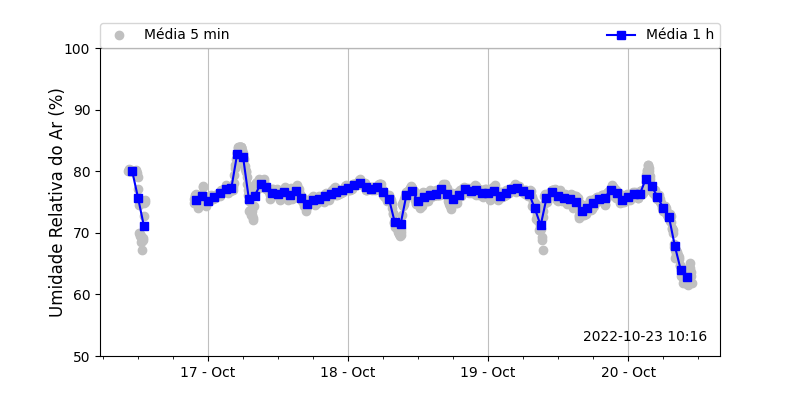 Média 5 min
Média 1 h
Umidade Relativa do Ar (%)
100
90
80
70
60
50
2022-10-23 10:16
17 - Oct
18 - Oct
19 - Oct
20 - Oct